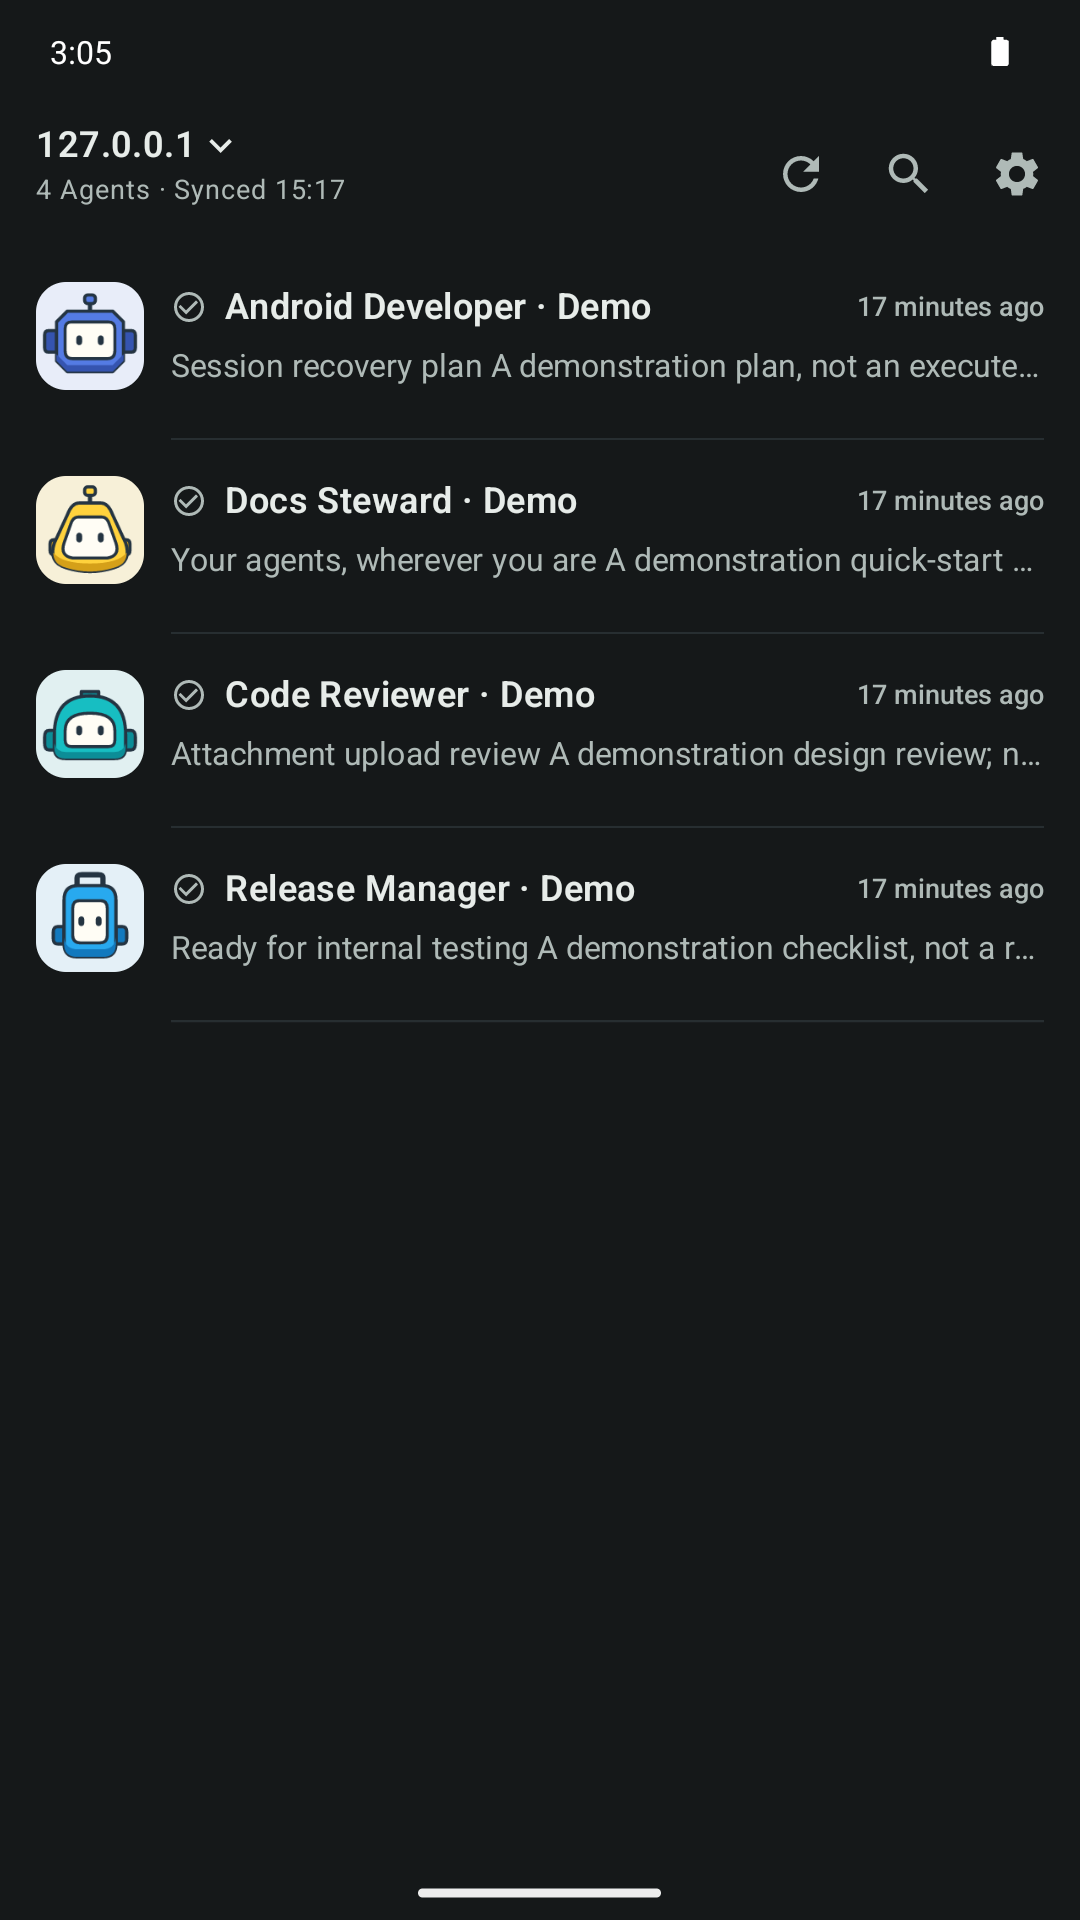 3:05
127.0.0.1
4 Agents · Synced 15:17
Android Developer · Demo
17 minutes ago
Session recovery plan A demonstration plan, not an execute…
Docs Steward · Demo
17 minutes ago
Your agents, wherever you are A demonstration quick-start …
Code Reviewer · Demo
17 minutes ago
Attachment upload review A demonstration design review; n…
Release Manager · Demo
17 minutes ago
Ready for internal testing A demonstration checklist, not a r…